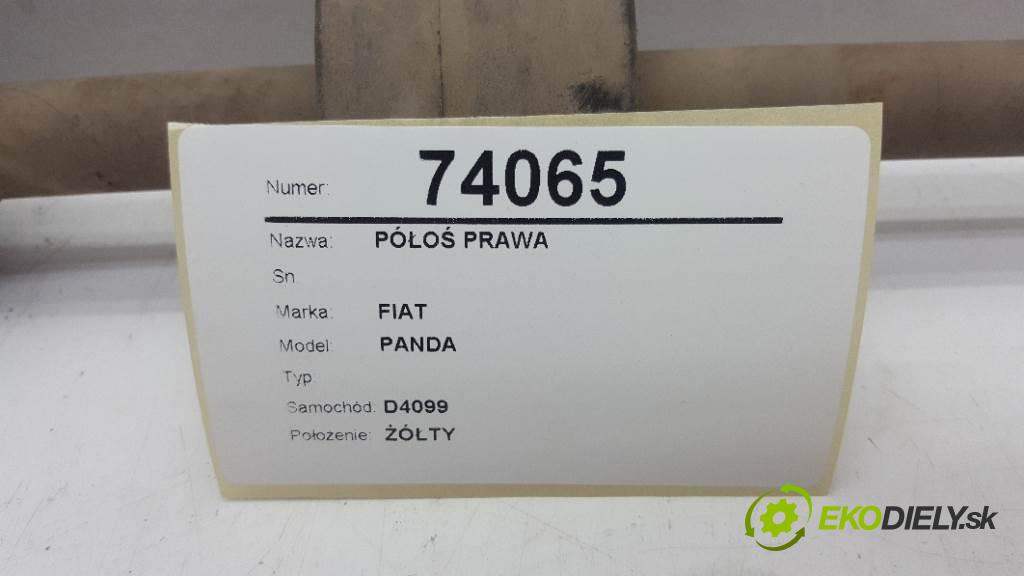 Numer: 74065
Nazwa: PÓŁOŚ PRAWA
Sn
Marka: FIAT
Model: PANDA
Typ
Samochód: D4099
Położenie: ŻÓŁTY
EKODIELY.sk